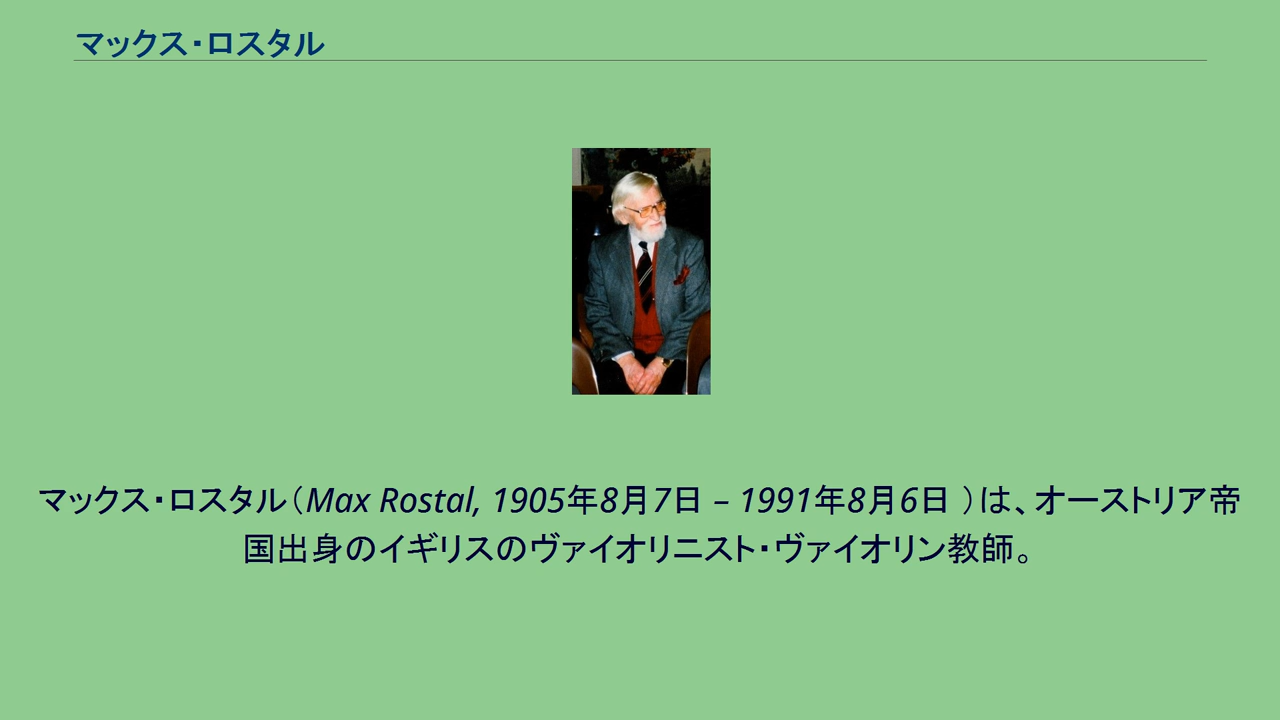 マックス・ロスタル
マックス・ロスタル（Max Rostal, 1905年8月7日 – 1991年8月6日 ）は、オーストリア帝
国出身のイギリスのヴァイオリニスト・ヴァイオリン教師。